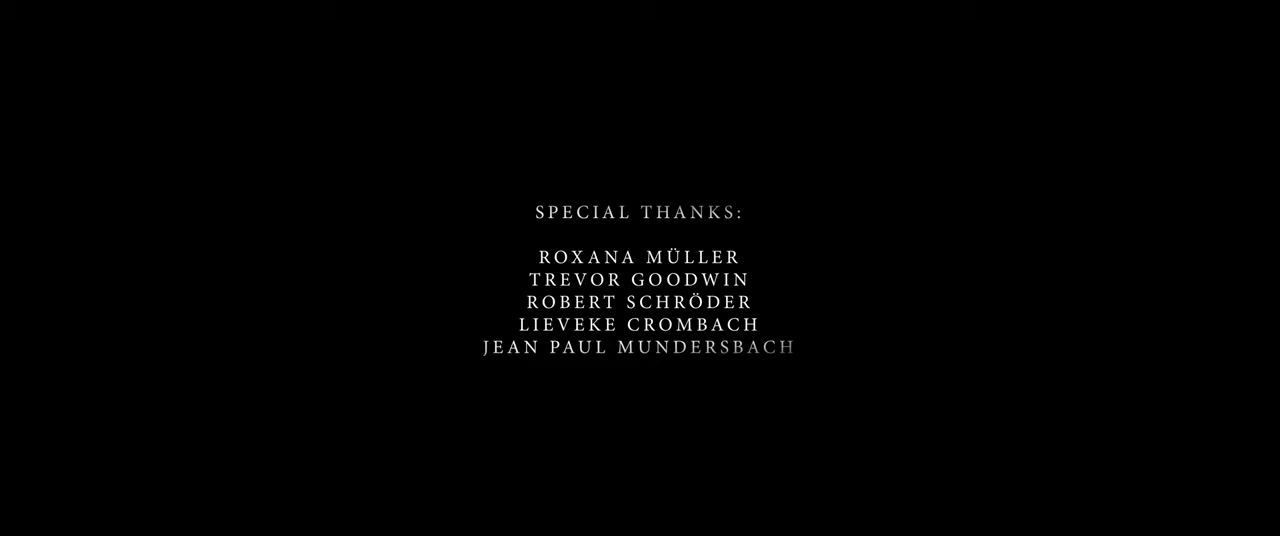 SPECIAL THANKS:
ROXANA MÜLLER
TREVOR GOODWIN
ROBERT SCHRÖDER
LIEVEKE CROMBACH
JEAN PAUL MUNDERSBACH